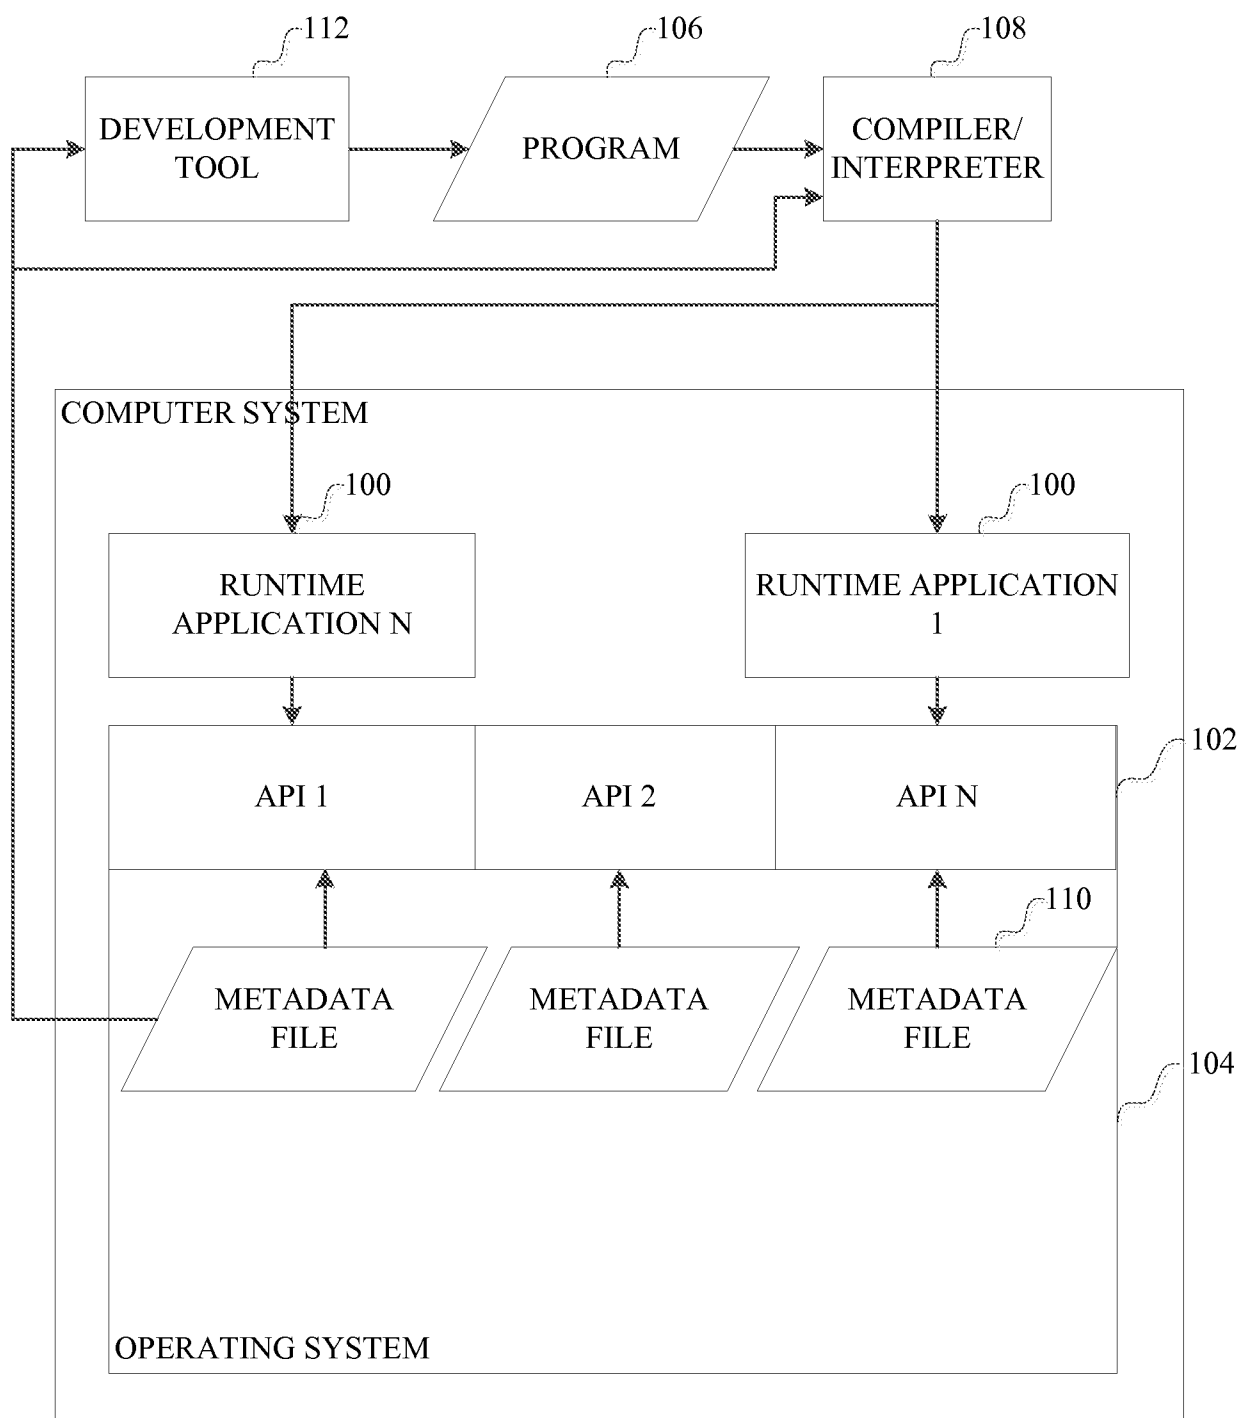 112
106
108
DEVELOPMENT
TOOL
PROGRAM
COMPILER/
INTERPRETER
COMPUTER SYSTEM
100
100
RUNTIME
APPLICATION N
RUNTIME APPLICATION
1
102
API 1
API 2
API N
110
METADATA
FILE
METADATA
FILE
METADATA
FILE
104
OPERATING SYSTEM